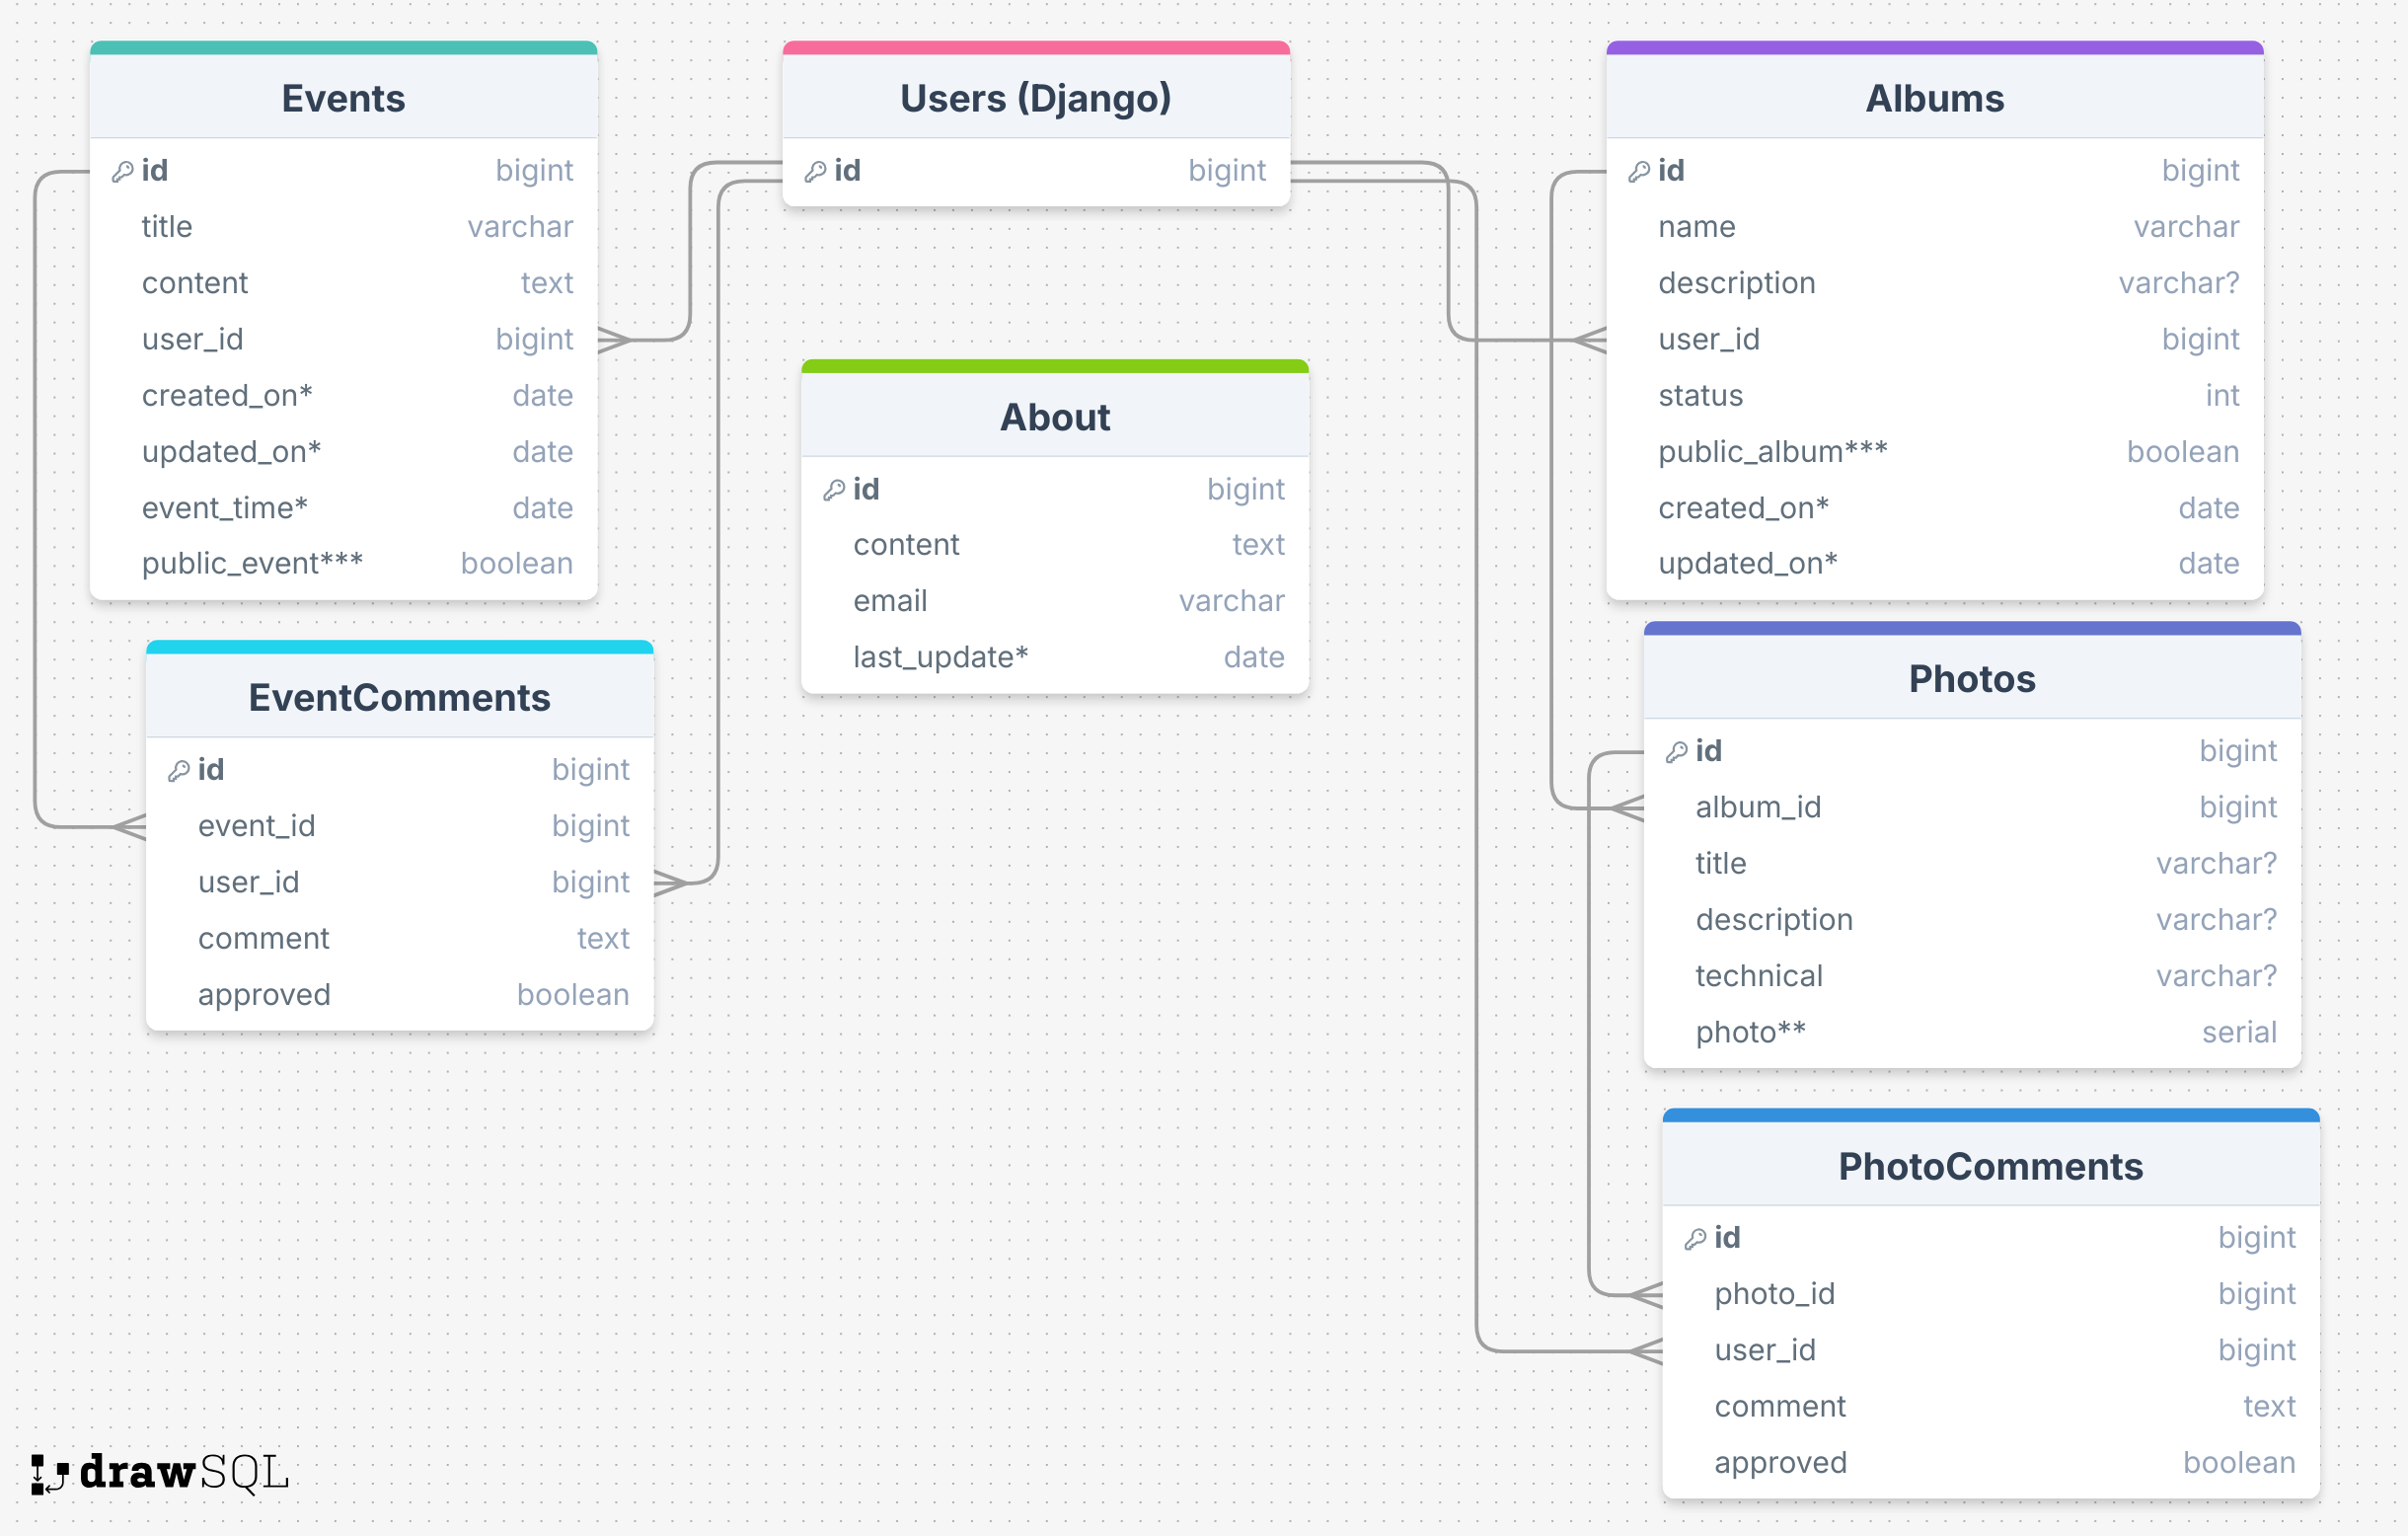 Events
id bigint
title varchar
content text
user_id bigint
created_on* date
updated_on* date
event_time* date
public_event*** boolean
EventComments
id bigint
event_id bigint
user_id bigint
comment text
approved boolean
Users (Django)
id bigint
About
id bigint
content text
email varchar
last_update* date
Albums
id bigint
name varchar
description varchar?
user_id bigint
status int
public_album*** boolean
created_on* date
updated_on* date
Photos
id bigint
album_id bigint
title varchar?
description varchar?
technical varchar?
photo** serial
PhotoComments
id bigint
photo_id bigint
user_id bigint
comment text
approved boolean
drawSQL